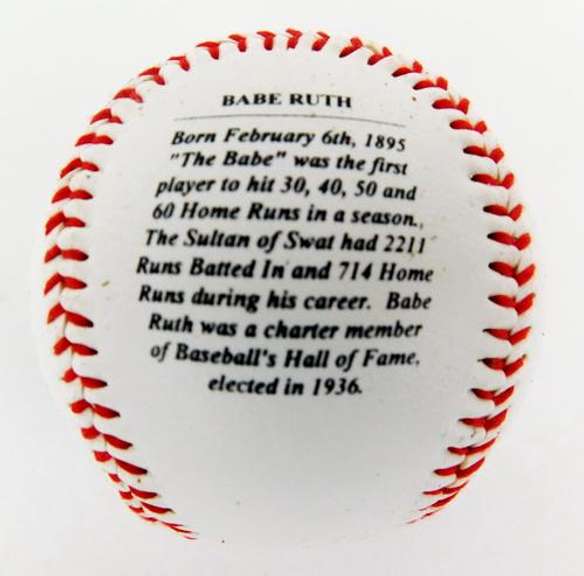 BABE RUTH
Born February 6th, 1895
"The Babe" was the first
player to hit 30, 40, 50 and
60 Home Runs in a season.,
The Sultan of Swat had 2211
Runs Batted In and 714 Home
Runs during his career. Babe
Ruth was a charter member
of Baseball's Hall of Fame.
elected in 1936.